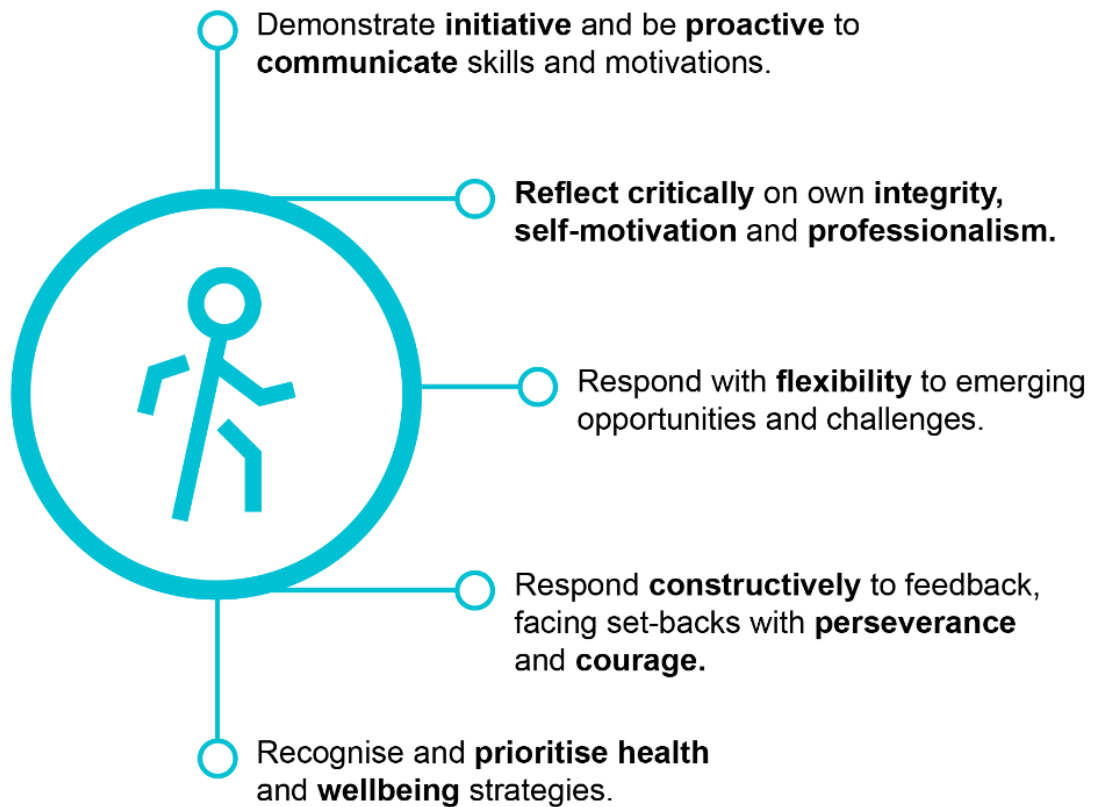 Demonstrate initiative and be proactive to
communicate skills and motivations.
Reflect critically on own integrity,
self-motivation and professionalism.
Respond with flexibility to emerging
opportunities and challenges.
Respond constructively to feedback,
facing set-backs with perseverance
and courage.
Recognise and prioritise health
and wellbeing strategies.